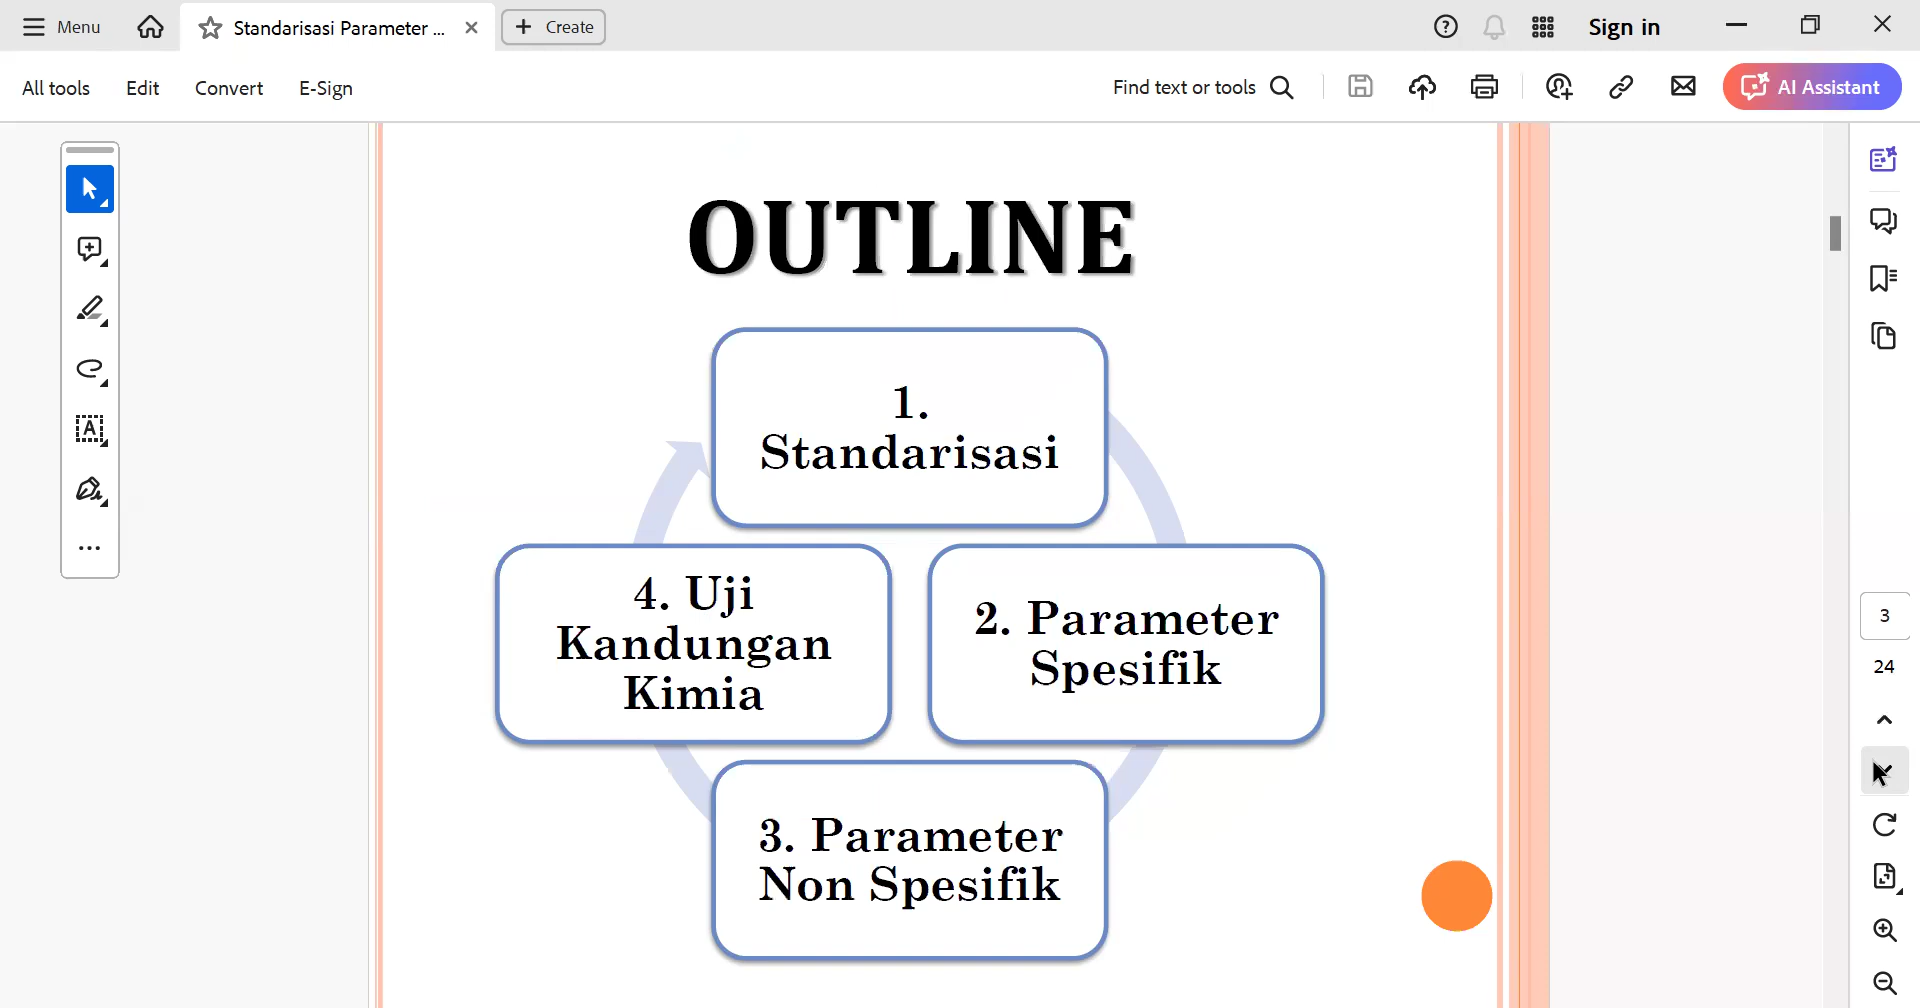 Menu
Standarisasi Parameter ...
Create
Sign in
All tools
Edit
Convert
E-Sign
Find text or tools
AI Assistant
OUTLINE
1.
Standarisasi
4. Uji
Kandungan
Kimia
2. Parameter
Spesifik
3. Parameter
Non Spesifik
3
24